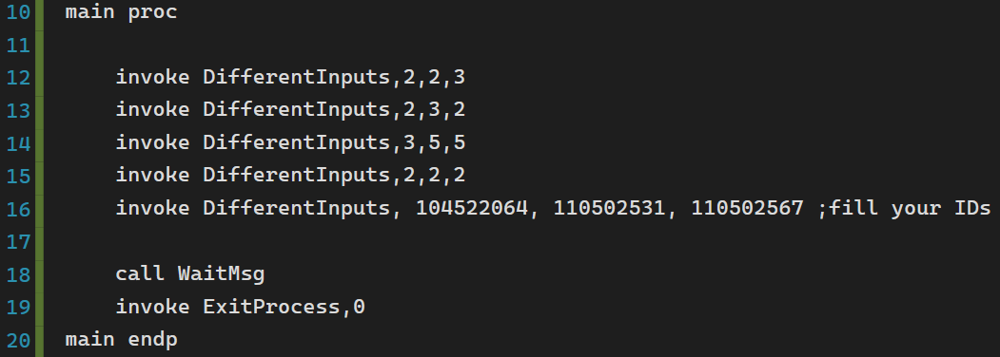 10 main proc
11
12 invoke DifferentInputs,2,2,3
13 invoke DifferentInputs,2,3,2
14 invoke DifferentInputs,3,5,5
15 invoke DifferentInputs,2,2,2
16 invoke DifferentInputs, 104522064, 110502531, 110502567 ;fill your IDs
17
18 call WaitMsg
19 invoke ExitProcess,0
20 main endp